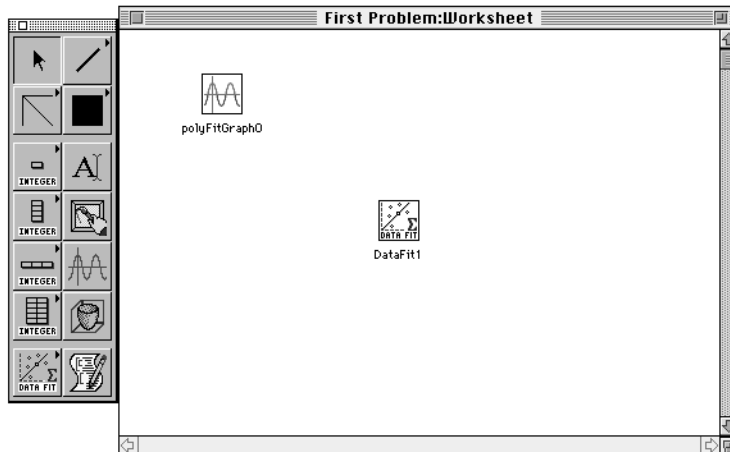 First Problem:Worksheet
polyFitGraph0
INTEGER
A
INTEGER
DATA FIT
DataFit1
INTEGER
INTEGER
DATA FIT